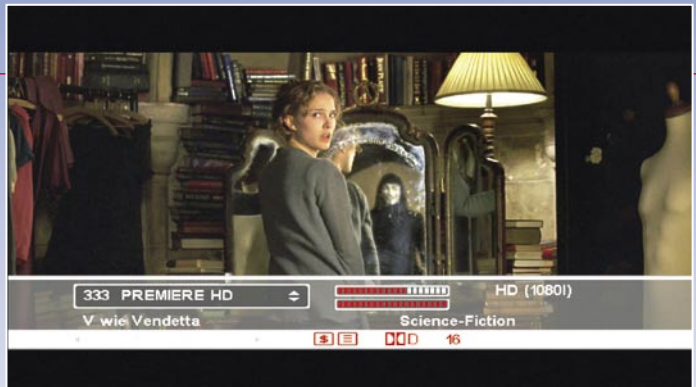 333 PREMIERE HD HD (1080I)
V wie Vendetta Science-Fiction
$ 16